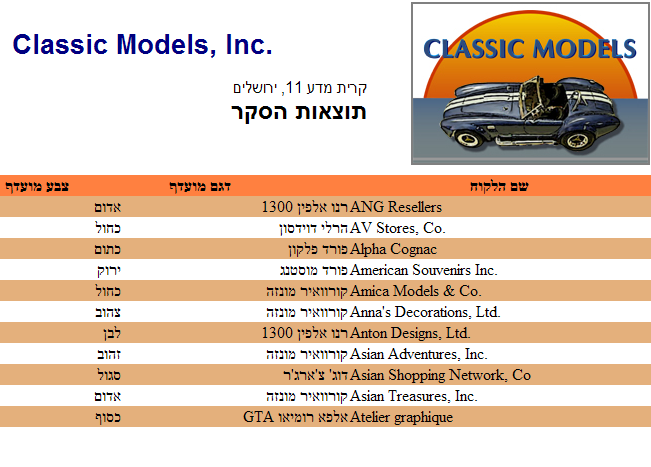 Classic Models, Inc.
CLASSIC MODELS
קרית מדע 11, ירושלים
תוצאות הסקר
שם הלקוח דגם מועדף צבע מועדף
ANG Resellers רנו אלפין 1300 אדום
AV Stores, Co. הרלי דוידסון כחול
Alpha Cognac פורד פלקון כתום
American Souvenirs Inc. פורד מוסטנג ירוק
Amica Models & Co. קורוואיר מונזה כחול
Anna's Decorations, Ltd. קורוואיר מונזה צהוב
Anton Designs, Ltd. רנו אלפין 1300 לבן
Asian Adventures, Inc. קורוואיר מונזה זהוב
Asian Shopping Network, Co דוג' צ'ארג'ר סגול
Asian Treasures, Inc. קורוואיר מונזה אדום
Atelier graphique אלפא רומיאו GTA כסוף